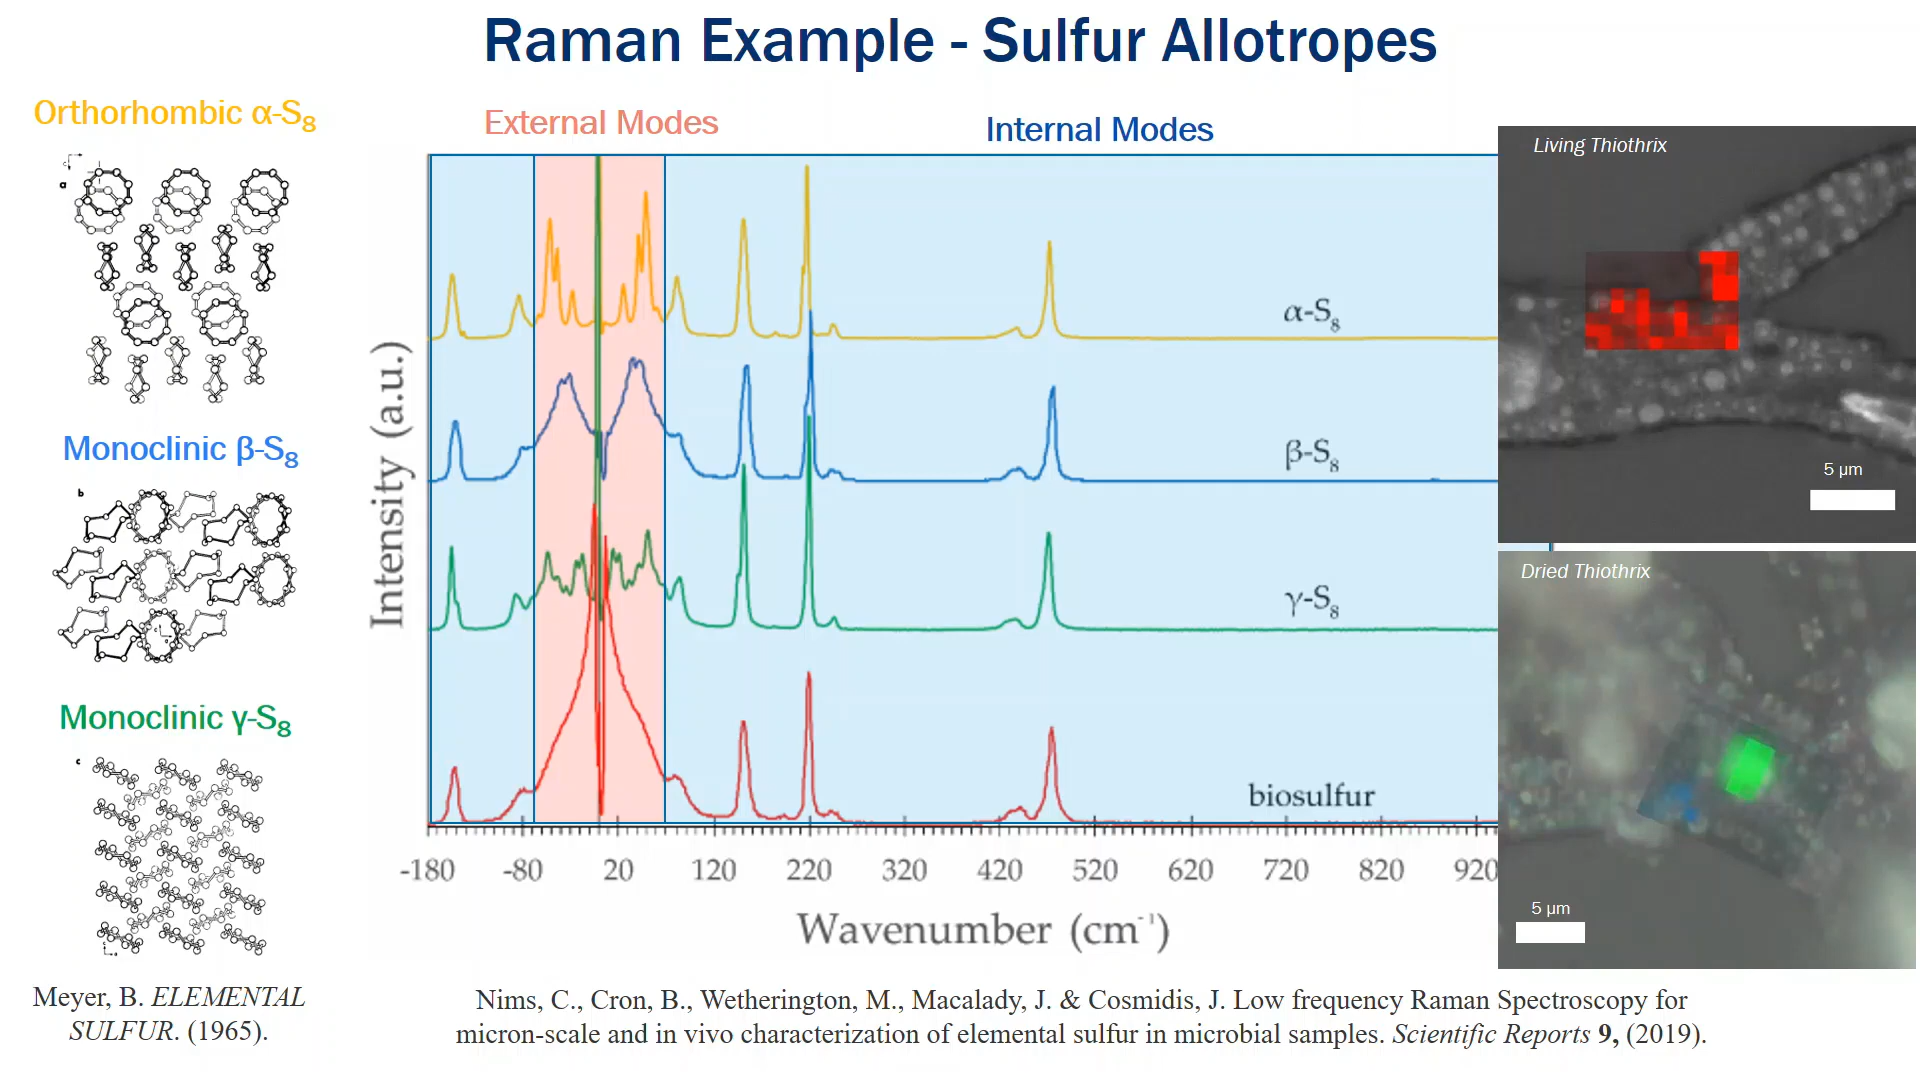 Raman Example - Sulfur Allotropes
Orthorhombic α-S8
a
Monoclinic β-S8
b
Monoclinic γ-S8
c
Meyer, B. ELEMENTAL
SULFUR. (1965).
External Modes
Internal Modes
Intensity (a.u.)
α-S8
β-S8
γ-S8
biosulfur
-180 -80 20 120 220 320 420 520 620 720 820 920
Wavenumber (cm-1)
Living Thiothrix
5 µm
Dried Thiothrix
5 µm
Nims, C., Cron, B., Wetherington, M., Macalady, J. & Cosmidis, J. Low frequency Raman Spectroscopy for
micron-scale and in vivo characterization of elemental sulfur in microbial samples. Scientific Reports 9, (2019).